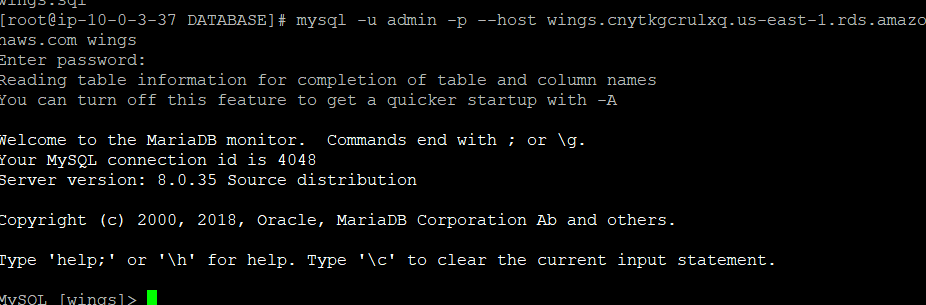 wings.sql
[root@ip-10-0-3-37 DATABASE]# mysql -u admin -p --host wings.cnytkgcrulxq.us-east-1.rds.amazo
naws.com wings
Enter password:
Reading table information for completion of table and column names
You can turn off this feature to get a quicker startup with -A
Welcome to the MariaDB monitor.  Commands end with ; or \g.
Your MySQL connection id is 4048
Server version: 8.0.35 Source distribution
Copyright (c) 2000, 2018, Oracle, MariaDB Corporation Ab and others.
Type 'help;' or '\h' for help. Type '\c' to clear the current input statement.
MySQL [wings]>